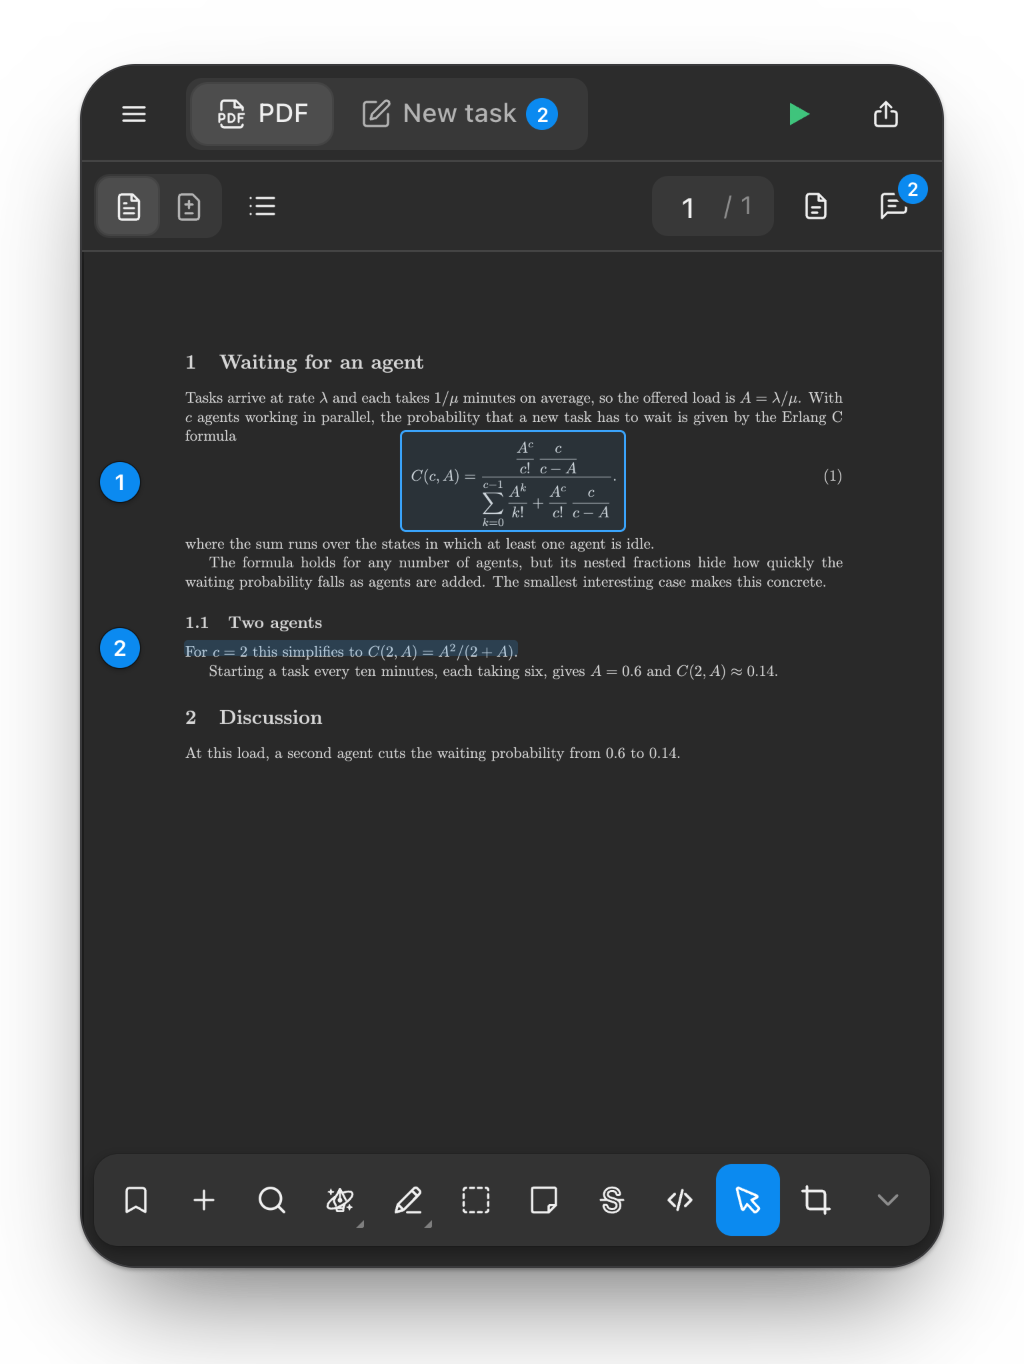 PDF New task 2
1 / 1 2
1 Waiting for an agent
Tasks arrive at rate λ and each takes 1/μ minutes on average, so the offered load is A = λ/μ. With
c agents working in parallel, the probability that a new task has to wait is given by the Erlang C
formula
1 C(c, A) = \frac{\frac{A^c}{c!} \frac{c}{c − A}}{\sum_{k=0}^{c−1} \frac{A^k}{k!} + \frac{A^c}{c!} \frac{c}{c − A}}. (1)
where the sum runs over the states in which at least one agent is idle.
The formula holds for any number of agents, but its nested fractions hide how quickly the
waiting probability falls as agents are added. The smallest interesting case makes this concrete.
1.1 Two agents
2 For c = 2 this simplifies to C(2, A) = A²/(2 + A).
Starting a task every ten minutes, each taking six, gives A = 0.6 and C(2, A) ≈ 0.14.
2 Discussion
At this load, a second agent cuts the waiting probability from 0.6 to 0.14.